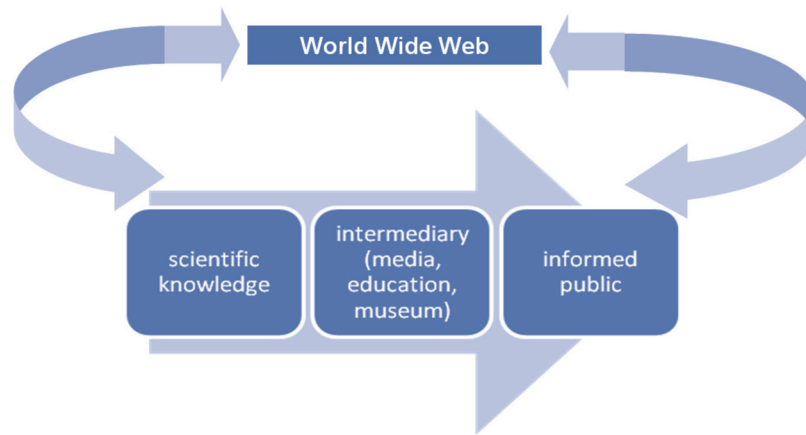 World Wide Web
scientific
knowledge
intermediary
(media,
education,
museum)
informed
public